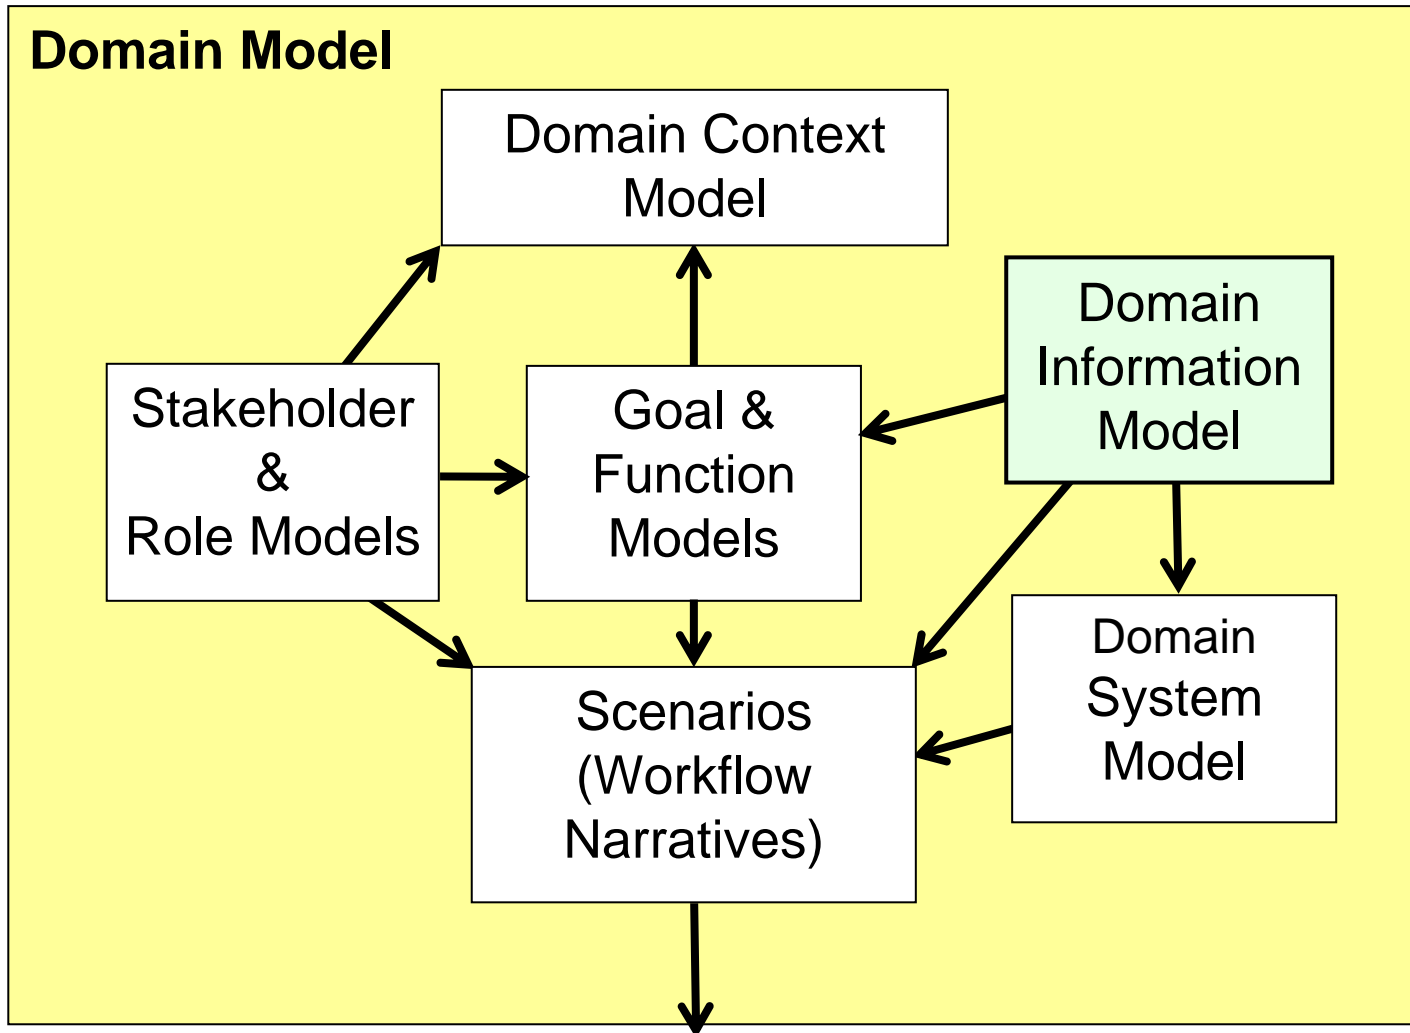 Domain Model
Domain Context
Model
Stakeholder
&
Role Models
Goal &
Function
Models
Domain
Information
Model
Scenarios
(Workflow
Narratives)
Domain
System
Model